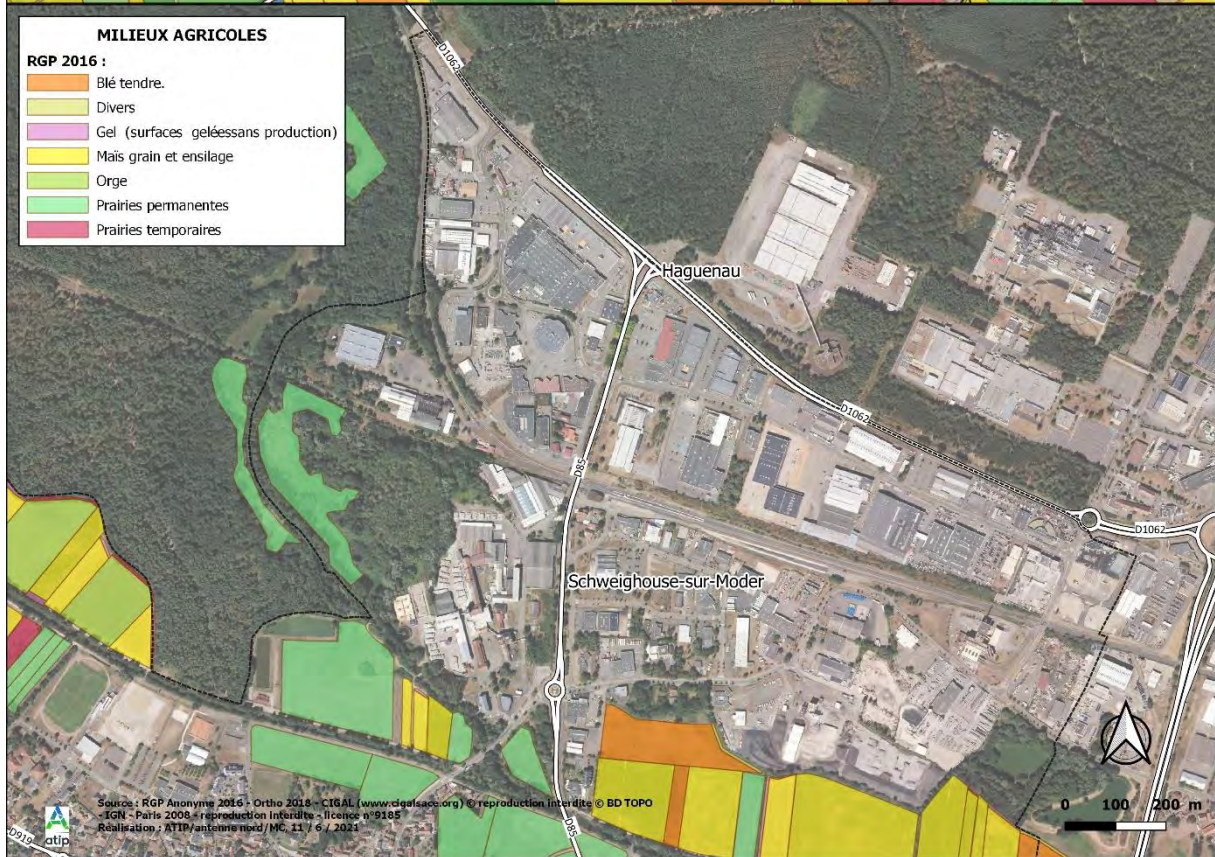 MILIEUX AGRICOLES
RGP 2016 :
Blé tendre.
Divers
Gel (surfaces geléessans production)
Maïs grain et ensilage
Orge
Prairies permanentes
Prairies temporaires
D1062
Haguenau
D1062
D85
D1062
Schweighouse-sur-Moder
0 100 200 m
Source : RGP Anonyme 2016 - Ortho 2018 - CIGAL (www.cigalsace.org) © reproduction interdite © BD TOPO
- IGN - Paris 2008 - reproduction interdite - licence n°9185
Réalisation : ATIP/antenne nord/MC, 11 / 6 / 2021
atip
D919
D85